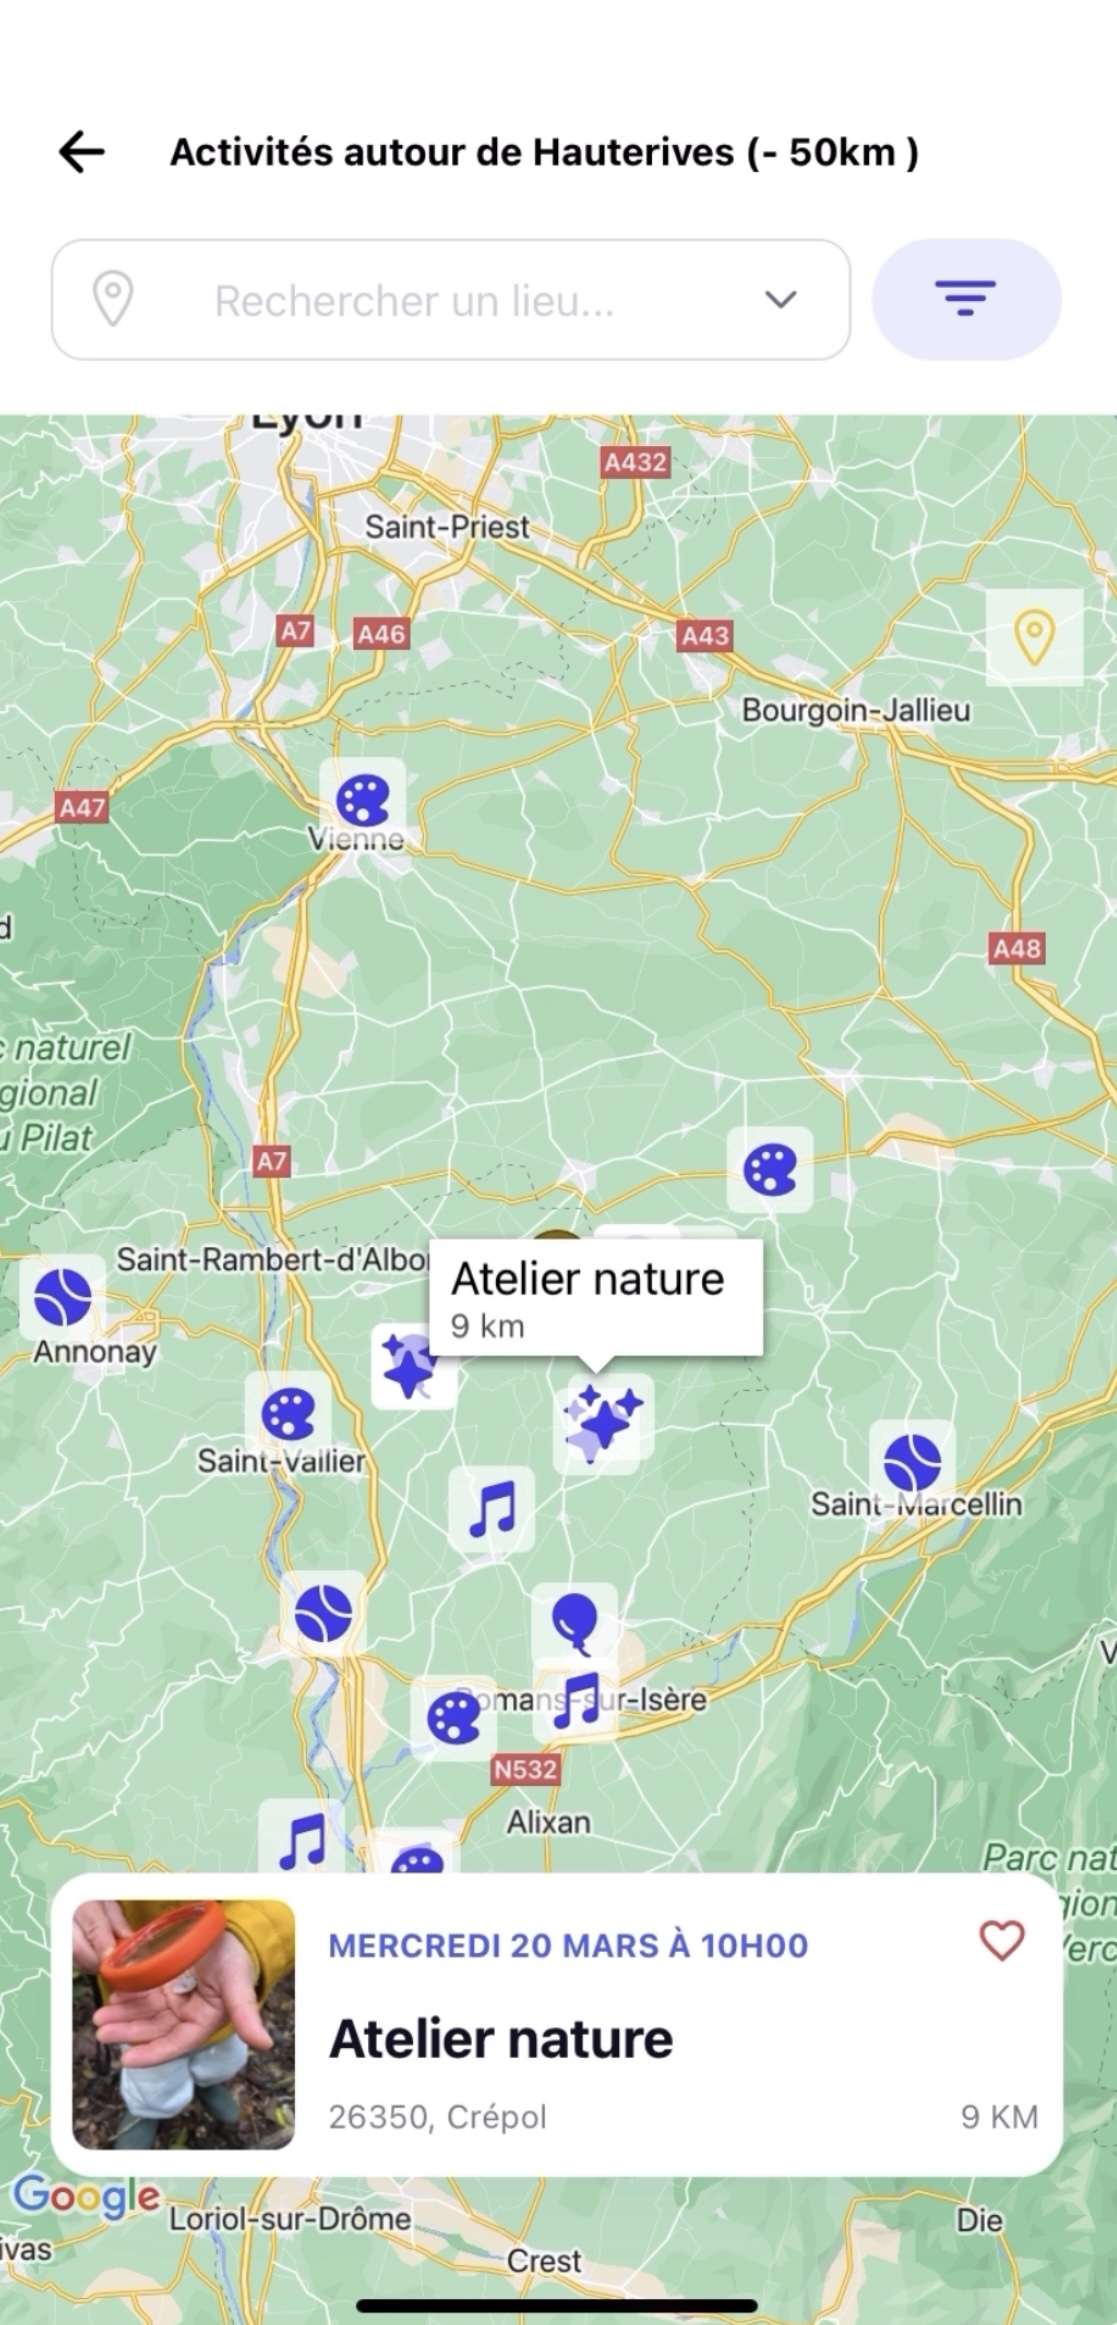 Activités autour de Hauterives (- 50km )
Rechercher un lieu...
Lyon
A432
Saint-Priest
A7
A46
A43
Bourgoin-Jallieu
A47
Vienne
d
A48
c naturel
gional
u Pilat
A7
Saint-Rambert-d'Albo
Atelier nature
9 km
Annonay
Saint-Vallier
Saint-Marcellin
V
omans-sur-Isère
N532
Alixan
Parc nat
gion
Verc
MERCREDI 20 MARS À 10H00
Atelier nature
26350, Crépol
9 KM
Google
Loriol-sur-Drôme
Die
ivas
Crest